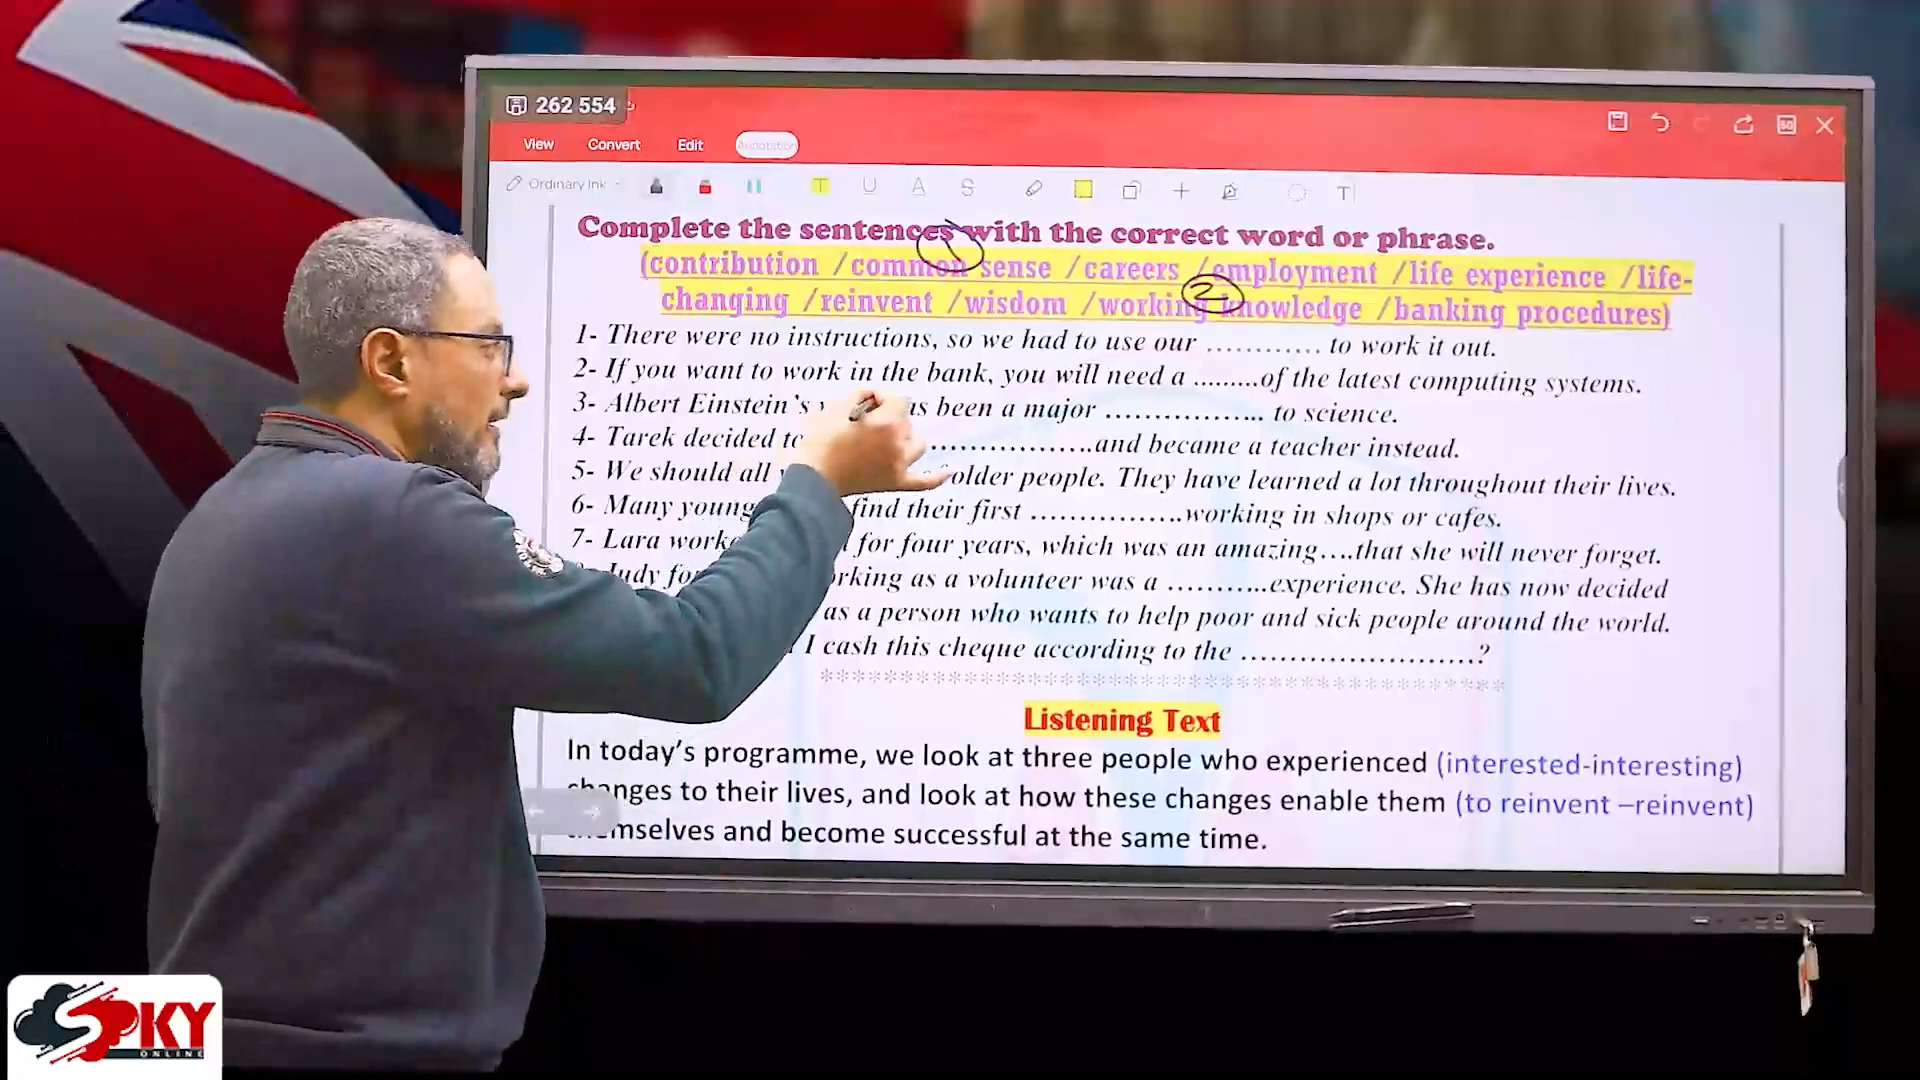 262 554
View Convert Edit Annotation
Ordinary Ink
Complete the sentences with the correct word or phrase.
1
(contribution /common sense /careers /employment /life experience /life-
2
changing /reinvent /wisdom /working knowledge /banking procedures)
1- There were no instructions, so we had to use our ………… to work it out.
2- If you want to work in the bank, you will need a ………of the latest computing systems.
3- Albert Einstein's been a major …………….. to science.
4- Tarek decided to ……………….and became a teacher instead.
5- We should all older people. They have learned a lot throughout their lives.
6- Many young find their first ……………..working in shops or cafes.
7- Lara for four years, which was an amazing….that she will never forget.
Judy as a volunteer was a ………...experience. She has now decided
as a person who wants to help poor and sick people around the world.
I cash this cheque according to the …………………….?
*******************************************
Listening Text
In today's programme, we look at three people who experienced (interested-interesting)
changes to their lives, and look at how these changes enable them (to reinvent –reinvent)
themselves and become successful at the same time.
SKY
ONLINE